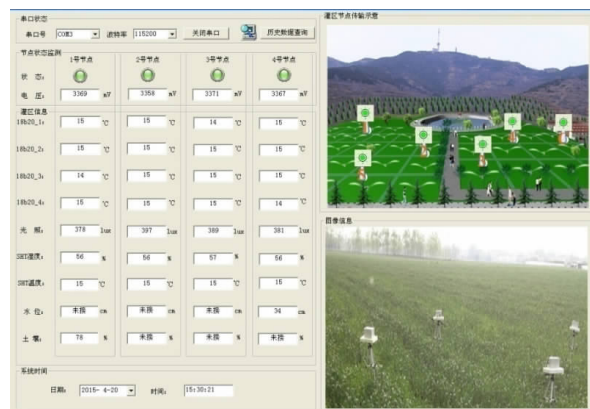 串口状态
串口号 COM3 波特率 115200 关闭串口 历史数据查询
节点状态监测
1号节点 2号节点 3号节点 4号节点
状 态:
电 压: 3369 mV 3358 mV 3371 mV 3367 mV
灌区信息
18b20_1: 15 ℃ 15 ℃ 14 ℃ 15 ℃
18b20_2: 15 ℃ 15 ℃ 15 ℃ 15 ℃
18b20_3: 14 ℃ 15 ℃ 15 ℃ 15 ℃
18b20_4: 15 ℃ 15 ℃ 15 ℃ 14 ℃
光 照: 378 lux 397 lux 389 lux 381 lux
SHT湿度: 56 % 56 % 57 % 56 %
SHT温度: 15 ℃ 15 ℃ 15 ℃ 15 ℃
水 位: 未接 cm 未接 cm 未接 cm 34 cm
土 壤: 78 % 未接 % 未接 % 未接 %
系统时间
日期: 2015- 4-20 时间: 15:30:21
灌区节点传输示意
图像信息